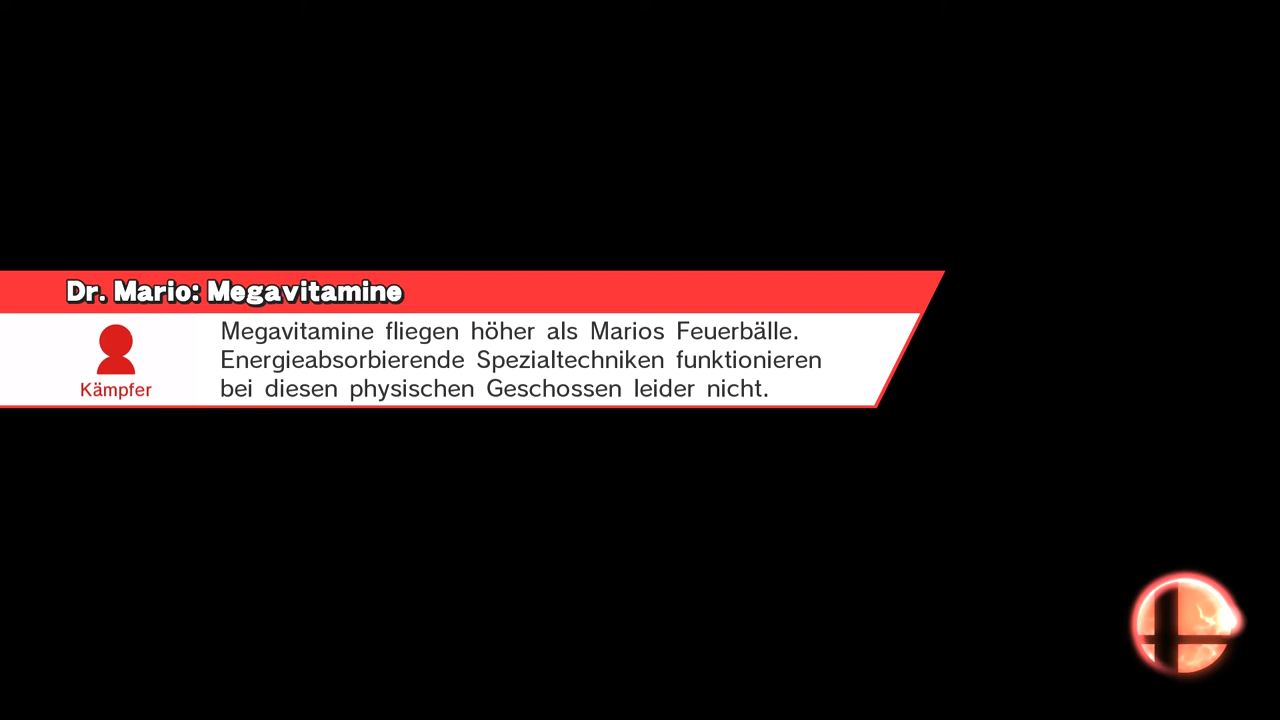 Dr. Mario: Megavitamine
Kämpfer
Megavitamine fliegen höher als Marios Feuerbälle.
Energieabsorbierende Spezialtechniken funktionieren
bei diesen physischen Geschossen leider nicht.